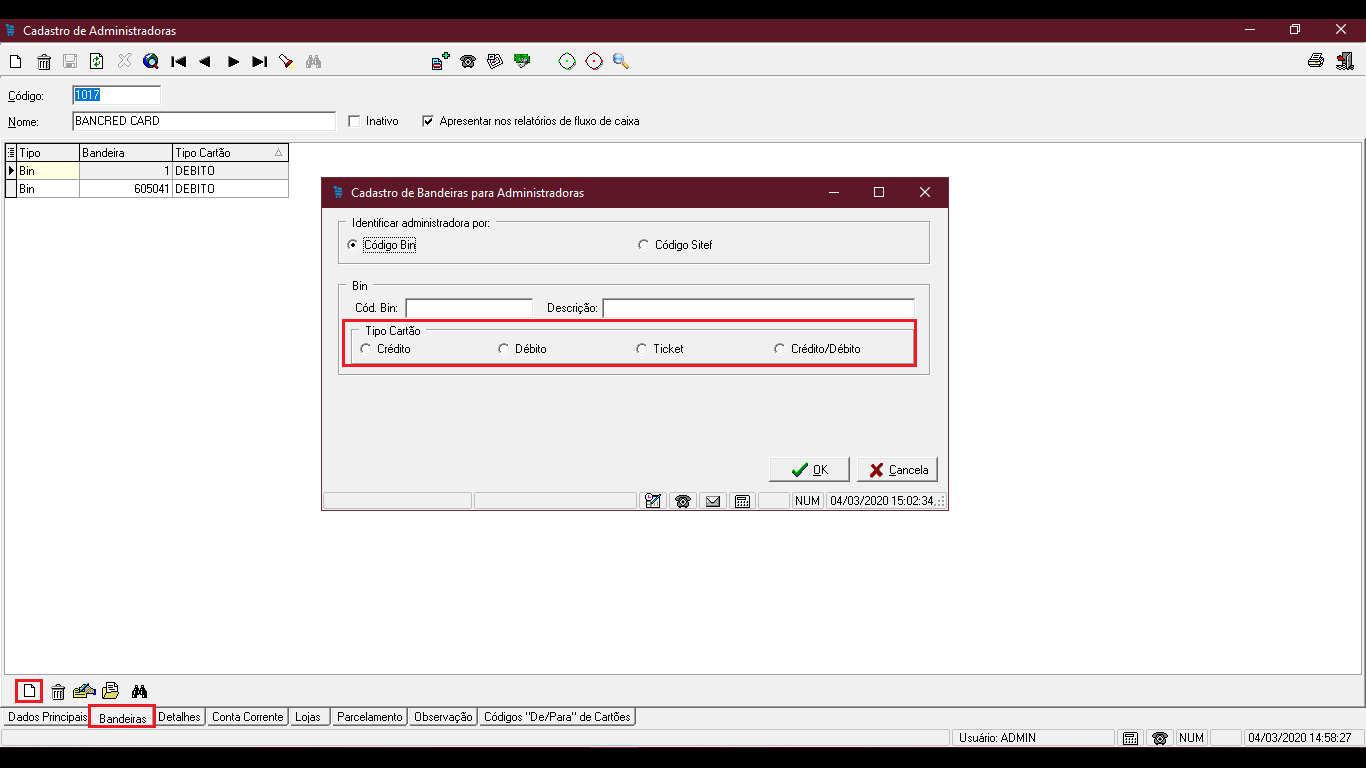 Cadastro de Administradoras
Código: 1017
Nome: BANCRED CARD Inativo Apresentar nos relatórios de fluxo de caixa
Tipo Bandeira Tipo Cartão
Bin 1 DEBITO
Bin 605041 DEBITO
Cadastro de Bandeiras para Administradoras
Identificar administradora por:
Código Bin Código Sitef
Bin
Cód. Bin: Descrição:
Tipo Cartão
Crédito Débito Ticket Crédito/Débito
OK Cancela
NUM 04/03/2020 15:02:34
Dados Principais Bandeiras Detalhes Conta Corrente Lojas Parcelamento Observação Códigos "De/Para" de Cartões
Usuário: ADMIN NUM 04/03/2020 14:58:27